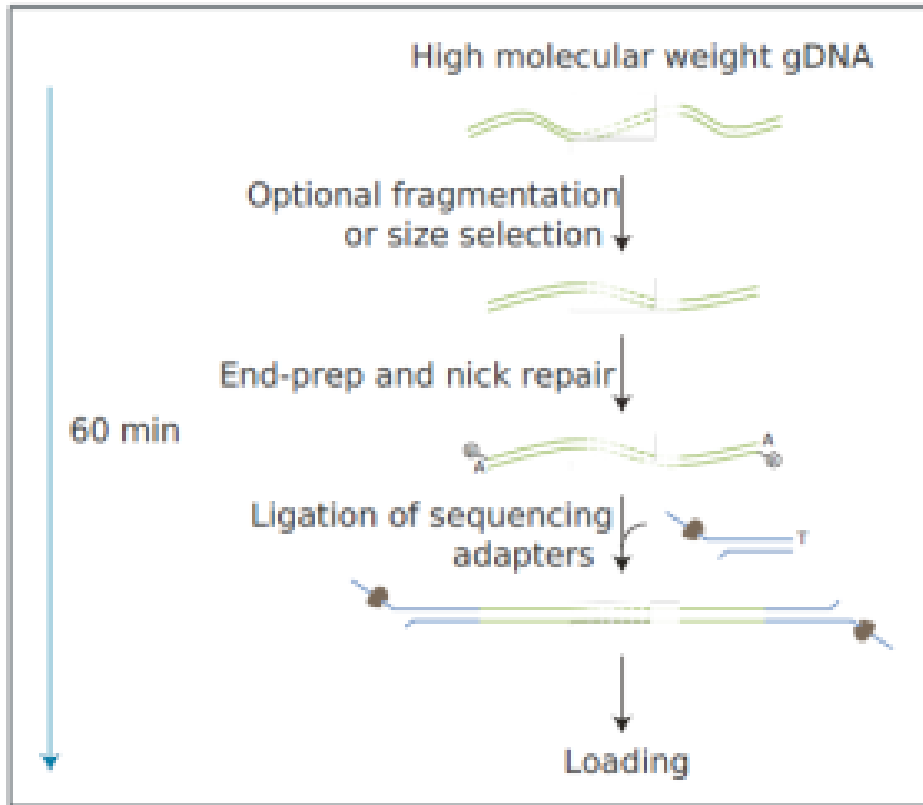 High molecular weight gDNA
Optional fragmentation
or size selection
End-prep and nick repair
60 min
A
A
Ligation of sequencing
adapters
T
Loading